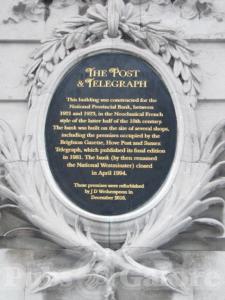 THE POST
& TELEGRAPH
This building was constructed for the
National Provincial Bank, between
1921 and 1923, in the Neoclassical French
style of the latter half of the 18th century.
The bank was built on the site of several shops,
including the premises occupied by the
Brighton Gazette, Hove Post and Sussex
Telegraph, which published its final edition
in 1981. The bank (by then renamed
the National Westminster) closed
in April 1994.
These premises were refurbished
by J D Wetherspoon in
December
Pubs Galore